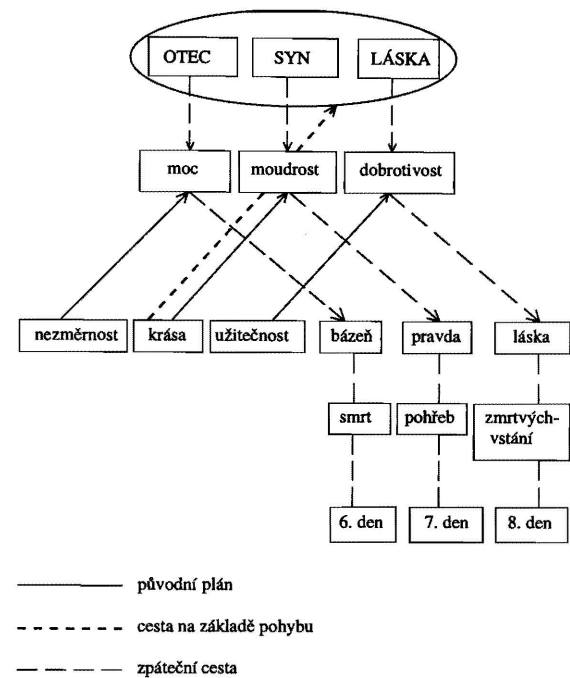 OTEC SYN LÁSKA
moc moudrost dobrotivost
nezměrnost krása užitečnost bázeň pravda láska
smrt pohřeb zmrtvých-
vstání
6. den 7. den 8. den
původní plán
cesta na základě pohybu
zpáteční cesta